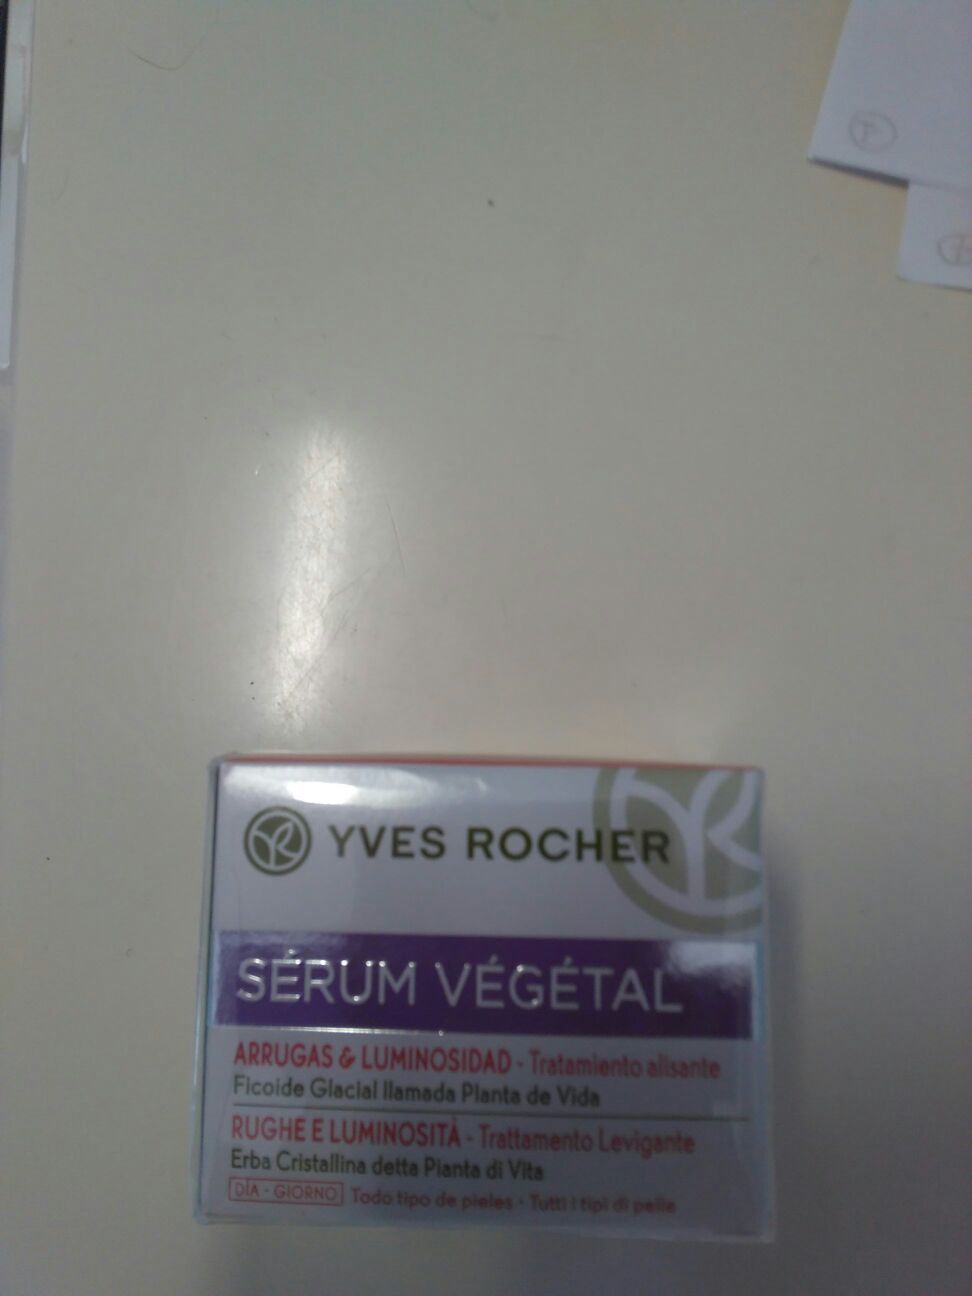 YVES ROCHER
SÉRUM VÉGÉTAL
ARRUGAS & LUMINOSIDAD - Tratamiento alisante
Ficoide Glacial llamada Planta de Vida
RUGHE E LUMINOSITÀ - Trattamento Levigante
Erba Cristallina detta Pianta di Vita
DÍA - GIORNO Todo tipo de pieles • Tutti i tipi di pelle